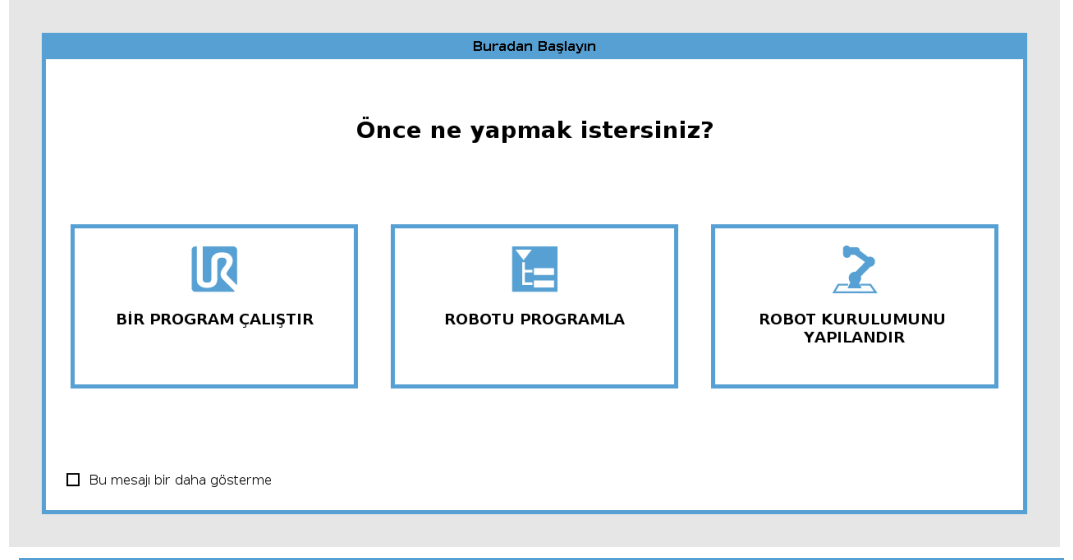 Buradan Başlayın
Önce ne yapmak istersiniz?
BİR PROGRAM ÇALIŞTIR
ROBOTU PROGRAMLA
ROBOT KURULUMUNU
YAPILANDIR
Bu mesajı bir daha gösterme